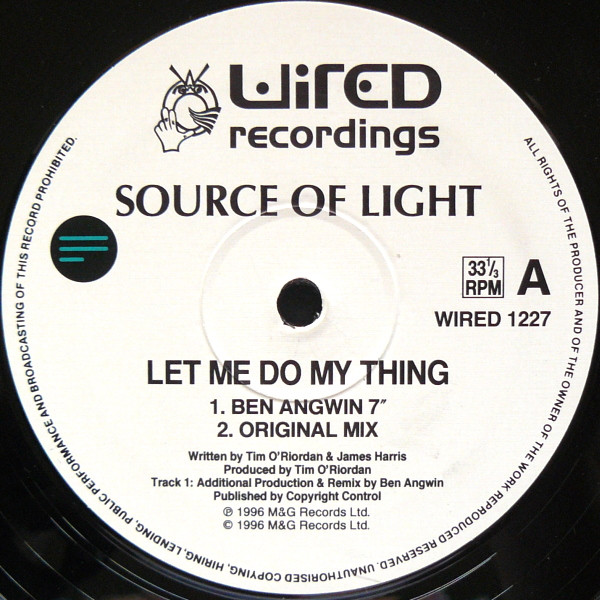 WIRED
recordings
SOURCE OF LIGHT
33⅓
RPM
A
WIRED 1227
LET ME DO MY THING
1. BEN ANGWIN 7″
2. ORIGINAL MIX
Written by Tim O'Riordan & James Harris
Produced by Tim O'Riordan
Track 1: Additional Production & Remix by Ben Angwin
Published by Copyright Control
℗ 1996 M&G Records Ltd.
© 1996 M&G Records Ltd.
ALL RIGHTS OF THE PRODUCER AND OF THE OWNER OF THE WORK REPRODUCED RESERVED. UNAUTHORISED COPYING, HIRING, LENDING, PUBLIC PERFORMANCE AND BROADCASTING OF THIS RECORD PROHIBITED.